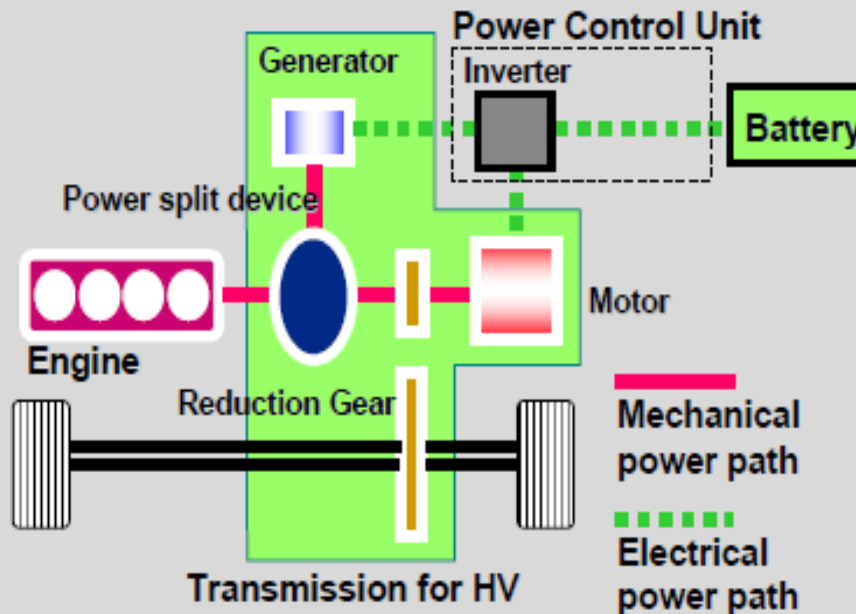 Power Control Unit
Generator
Inverter
Battery
Power split device
Motor
Engine
Reduction Gear
Mechanical
power path
Electrical
power path
Transmission for HV